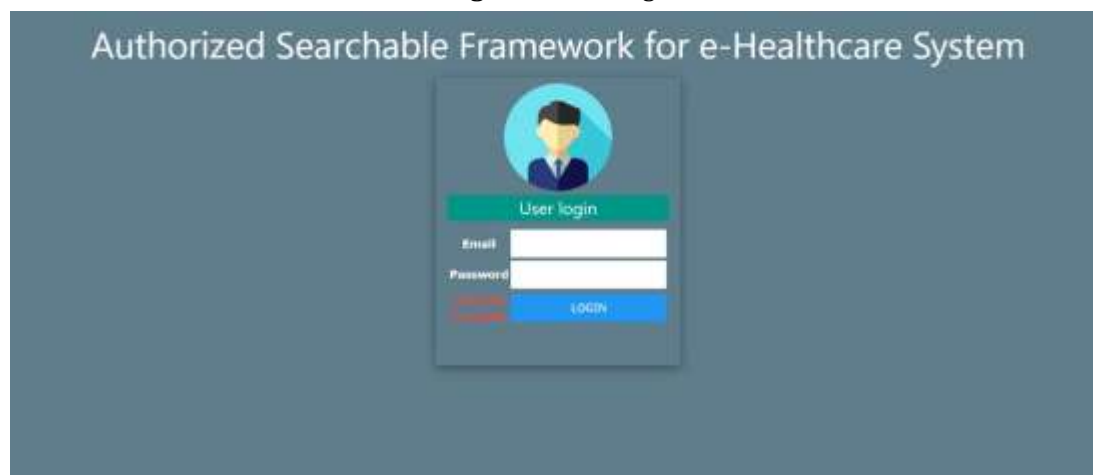 Authorized Searchable Framework for e-Healthcare System
User login
Email
Password
LOGIN